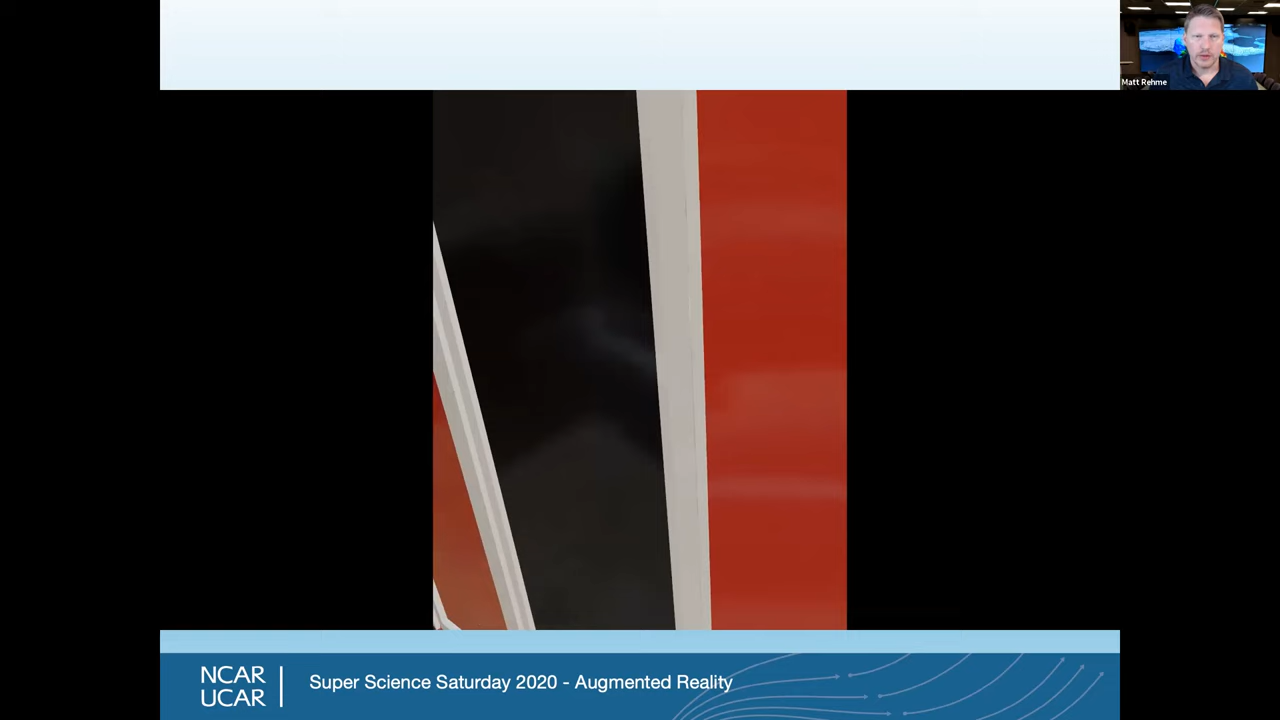 Matt Rehme
NCAR
UCAR
Super Science Saturday 2020 - Augmented Reality